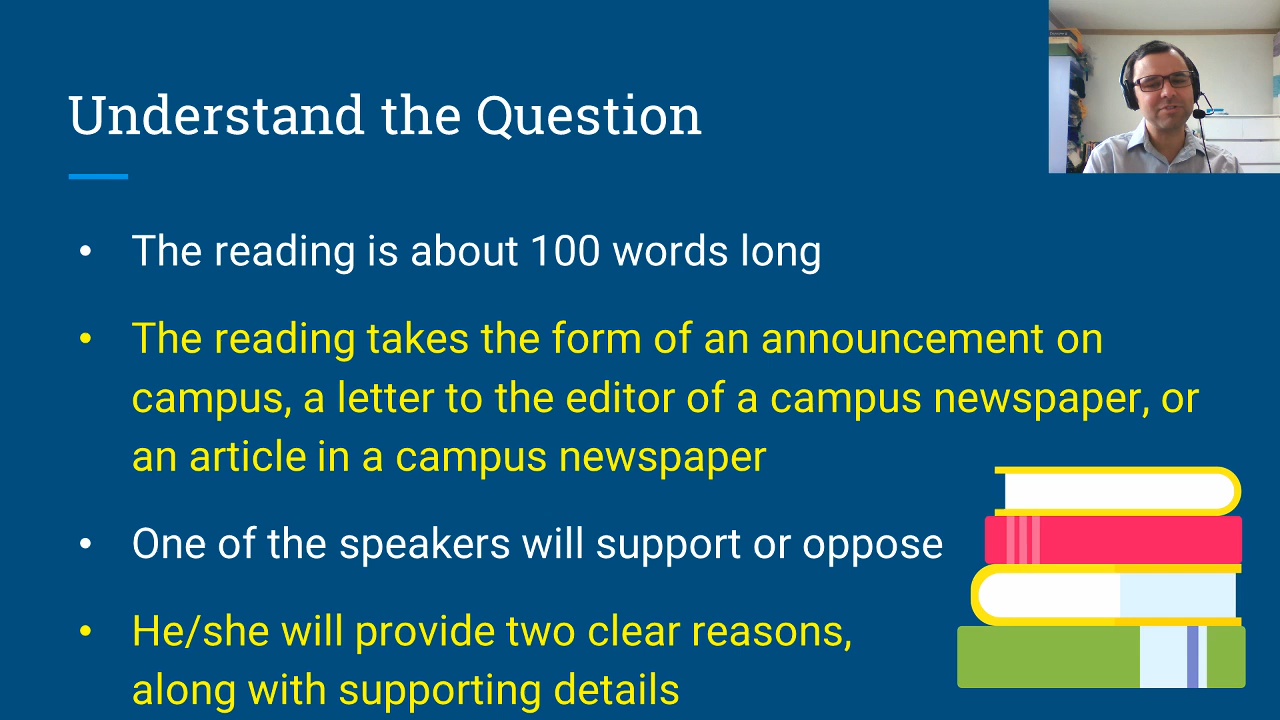 Understand the Question
• The reading is about 100 words long
• The reading takes the form of an announcement on
campus, a letter to the editor of a campus newspaper, or
an article in a campus newspaper
• One of the speakers will support or oppose
• He/she will provide two clear reasons,
along with supporting details